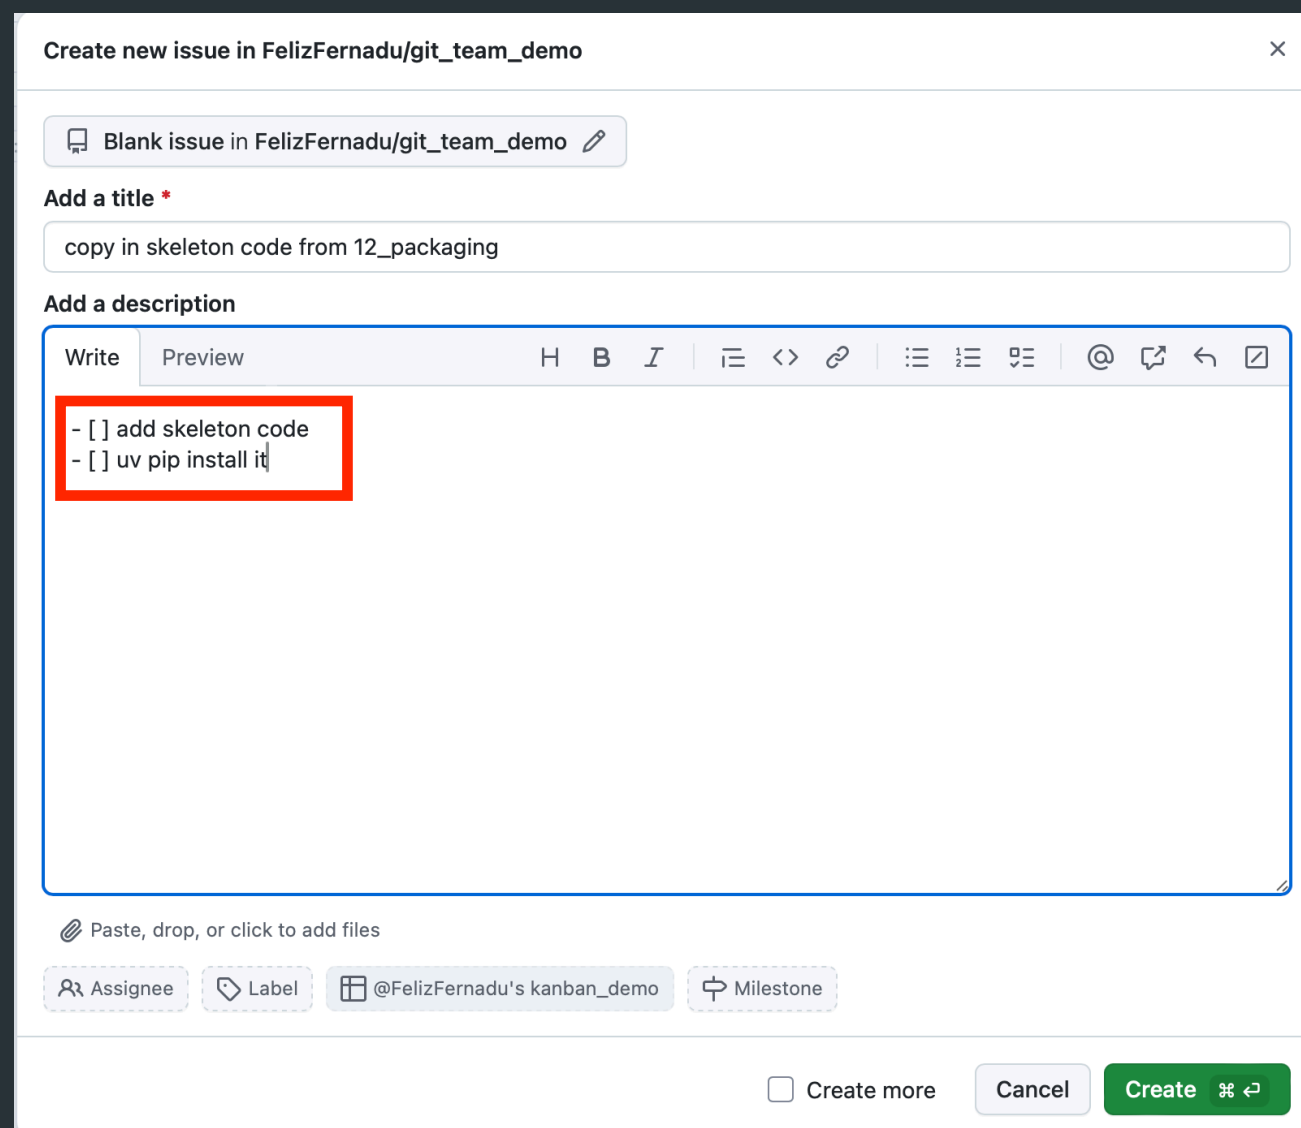 Create new issue in FelizFernadu/git_team_demo
Blank issue in FelizFernadu/git_team_demo
Add a title *
copy in skeleton code from 12_packaging
Add a description
Write Preview
- [ ] add skeleton code
- [ ] uv pip install it
Paste, drop, or click to add files
Assignee Label @FelizFernadu's kanban_demo Milestone
Create more Cancel Create ⌘ ↵